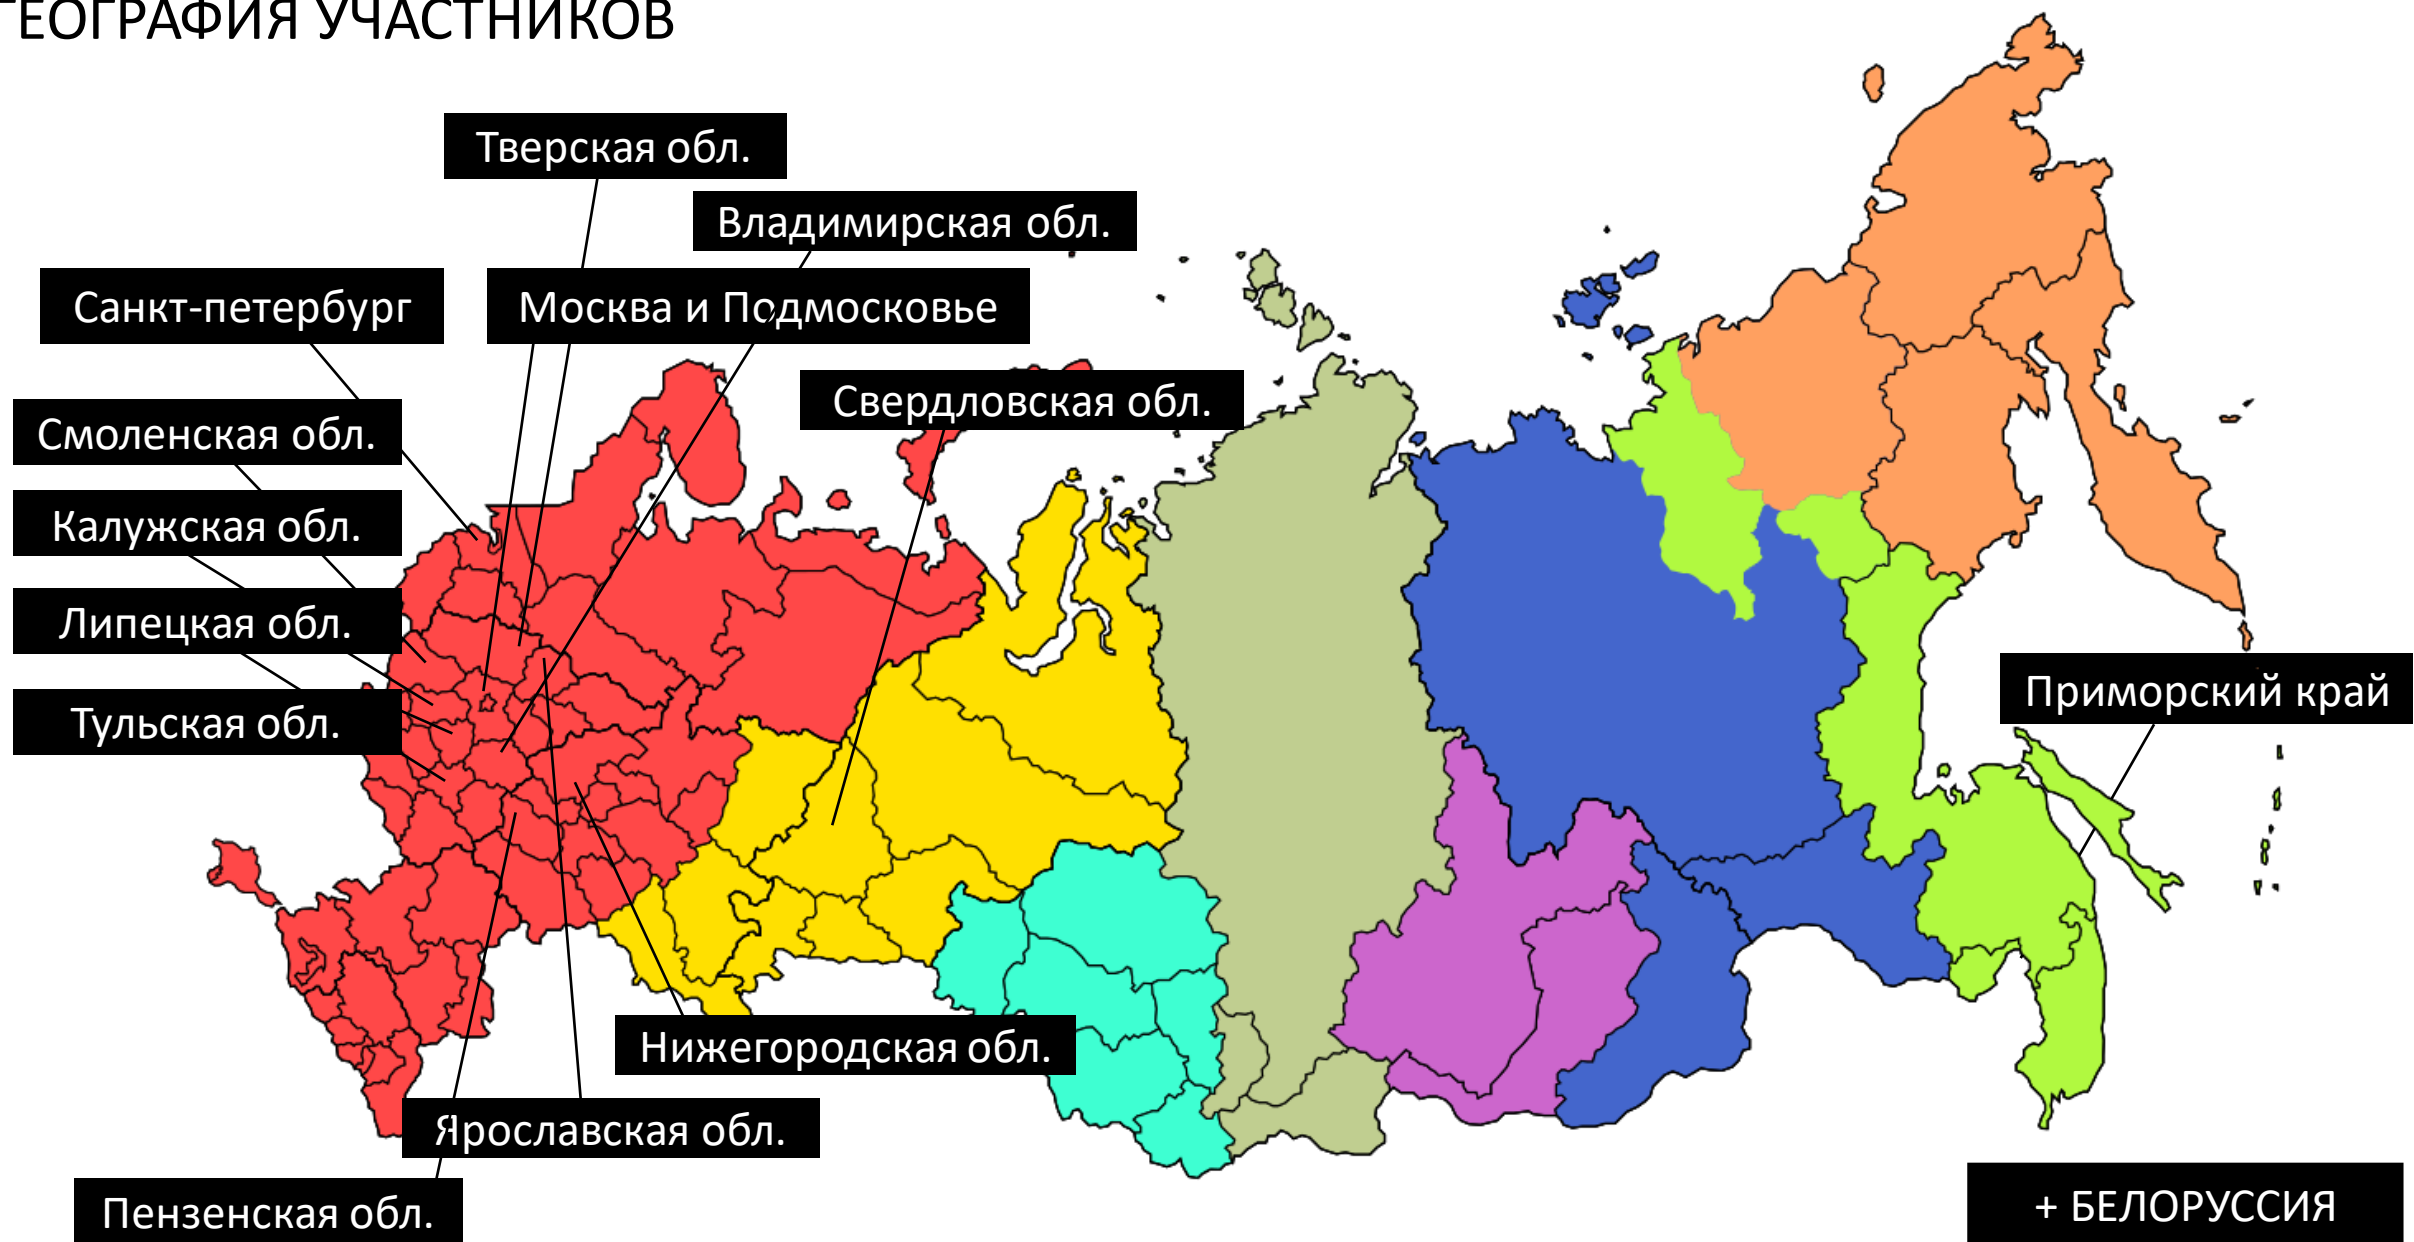 ГЕОГРАФИЯ УЧАСТНИКОВ
Тверская обл.
Владимирская обл.
Санкт-петербург
Москва и Подмосковье
Свердловская обл.
Смоленская обл.
Калужская обл.
Липецкая обл.
Тульская обл.
Приморский край
Нижегородская обл.
Ярославская обл.
Пензенская обл.
+ БЕЛОРУССИЯ